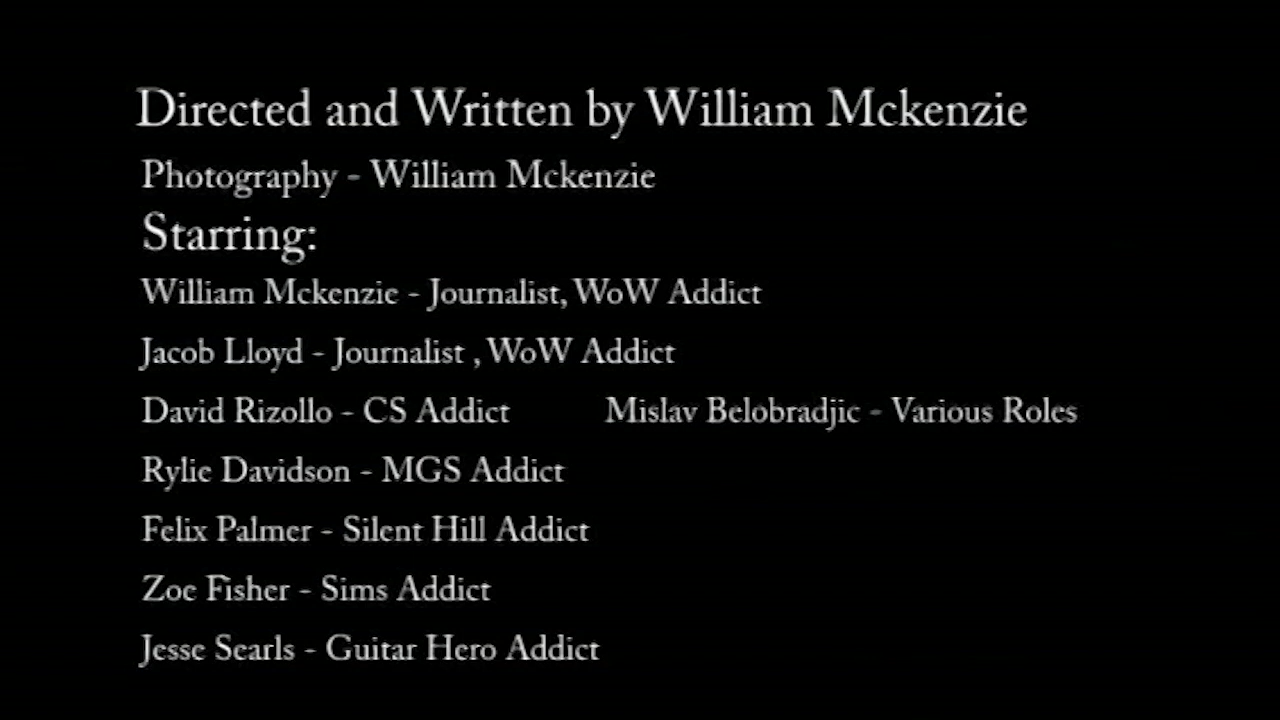 Directed and Written by William Mckenzie
Photography - William Mckenzie
Starring:
William Mckenzie - Journalist, WoW Addict
Jacob Lloyd - Journalist , WoW Addict
David Rizollo - CS Addict
Mislav Belobradjic - Various Roles
Rylie Davidson - MGS Addict
Felix Palmer - Silent Hill Addict
Zoe Fisher - Sims Addict
Jesse Searls - Guitar Hero Addict